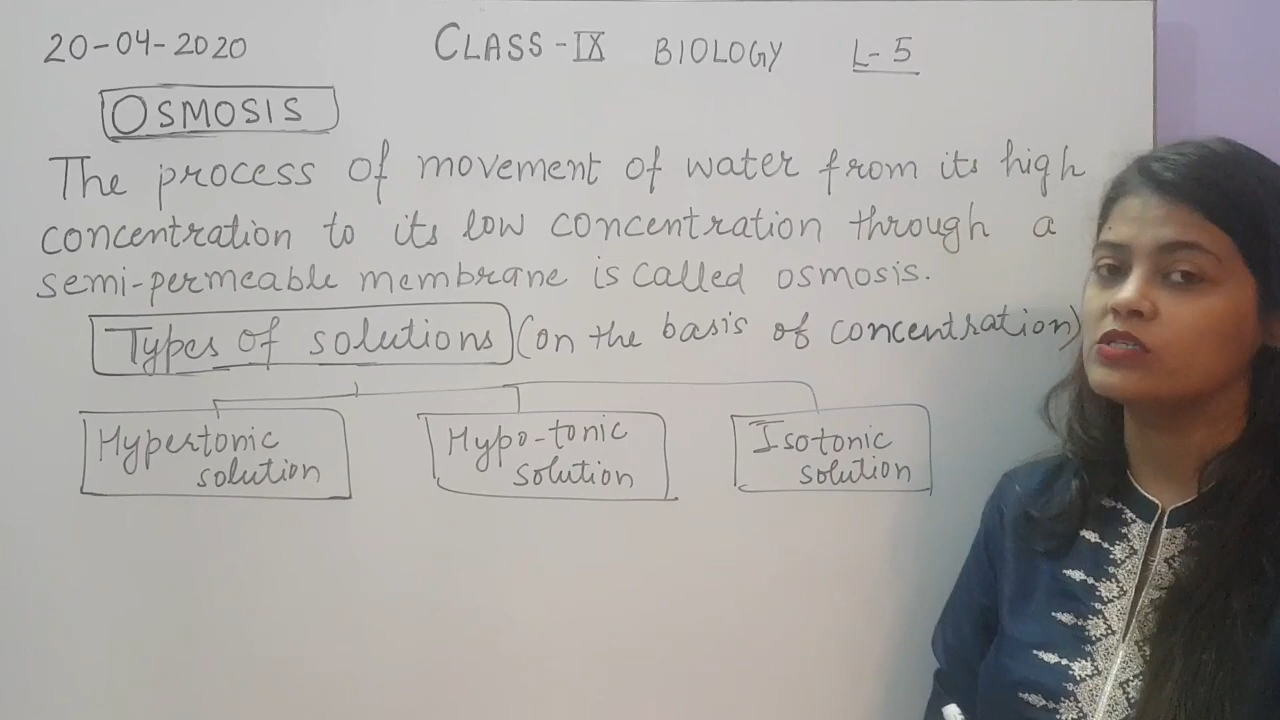 20-04-2020 CLASS-IX BIOLOGY L-5
OSMOSIS
The process of movement of water from its high
concentration to its low concentration through a
semi-permeable membrane is called osmosis.
Types of solutions (on the basis of concentration)
Hypertonic solution
Hypo-tonic solution
Isotonic solution